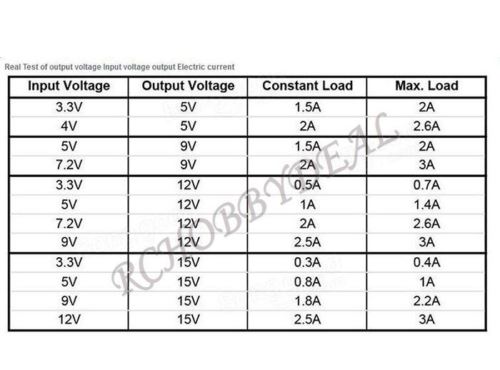 Real Test of output voltage Input voltage output Electric current
Input Voltage Output Voltage Constant Load Max. Load
3.3V 5V 1.5A 2A
4V 5V 2A 2.6A
5V 9V 1.5A 2A
7.2V 9V 2A 3A
3.3V 12V 0.5A 0.7A
5V 12V 1A 1.4A
7.2V 12V 2A 2.6A
9V 12V 2.5A 3A
3.3V 15V 0.3A 0.4A
5V 15V 0.8A 1A
9V 15V 1.8A 2.2A
12V 15V 2.5A 3A
RCHOBBYDEAL